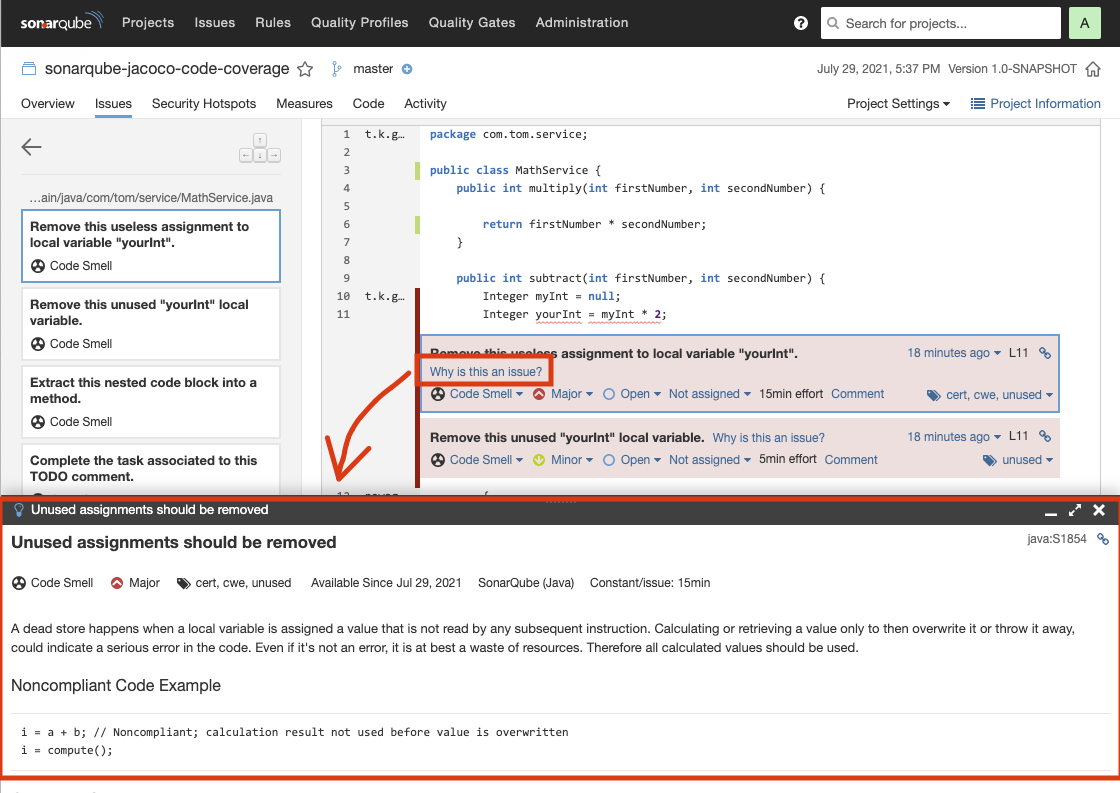 sonarqube Projects Issues Rules Quality Profiles Quality Gates Administration ? Search for projects... A
sonarqube-jacoco-code-coverage master July 29, 2021, 5:37 PM Version 1.0-SNAPSHOT
Overview Issues Security Hotspots Measures Code Activity Project Settings Project Information
…ain/java/com/tom/service/MathService.java
Remove this useless assignment to
local variable "yourInt".
Code Smell
Remove this unused "yourInt" local
variable.
Code Smell
Extract this nested code block into a
method.
Code Smell
Complete the task associated to this
TODO comment.
1 t.k.g… package com.tom.service;
2
3 public class MathService {
4 public int multiply(int firstNumber, int secondNumber) {
5
6 return firstNumber * secondNumber;
7 }
8
9 public int subtract(int firstNumber, int secondNumber) {
10 t.k.g… Integer myInt = null;
11 Integer yourInt = myInt * 2;
Remove this useless assignment to local variable "yourInt". 18 minutes ago L11
Why is this an issue?
Code Smell Major Open Not assigned 15min effort Comment cert, cwe, unused
Remove this unused "yourInt" local variable. Why is this an issue? 18 minutes ago L11
Code Smell Minor Open Not assigned 5min effort Comment unused
Unused assignments should be removed
Unused assignments should be removed java:S1854
Code Smell Major cert, cwe, unused Available Since Jul 29, 2021 SonarQube (Java) Constant/issue: 15min
A dead store happens when a local variable is assigned a value that is not read by any subsequent instruction. Calculating or retrieving a value only to then overwrite it or throw it away,
could indicate a serious error in the code. Even if it's not an error, it is at best a waste of resources. Therefore all calculated values should be used.
Noncompliant Code Example
i = a + b; // Noncompliant; calculation result not used before value is overwritten
i = compute();